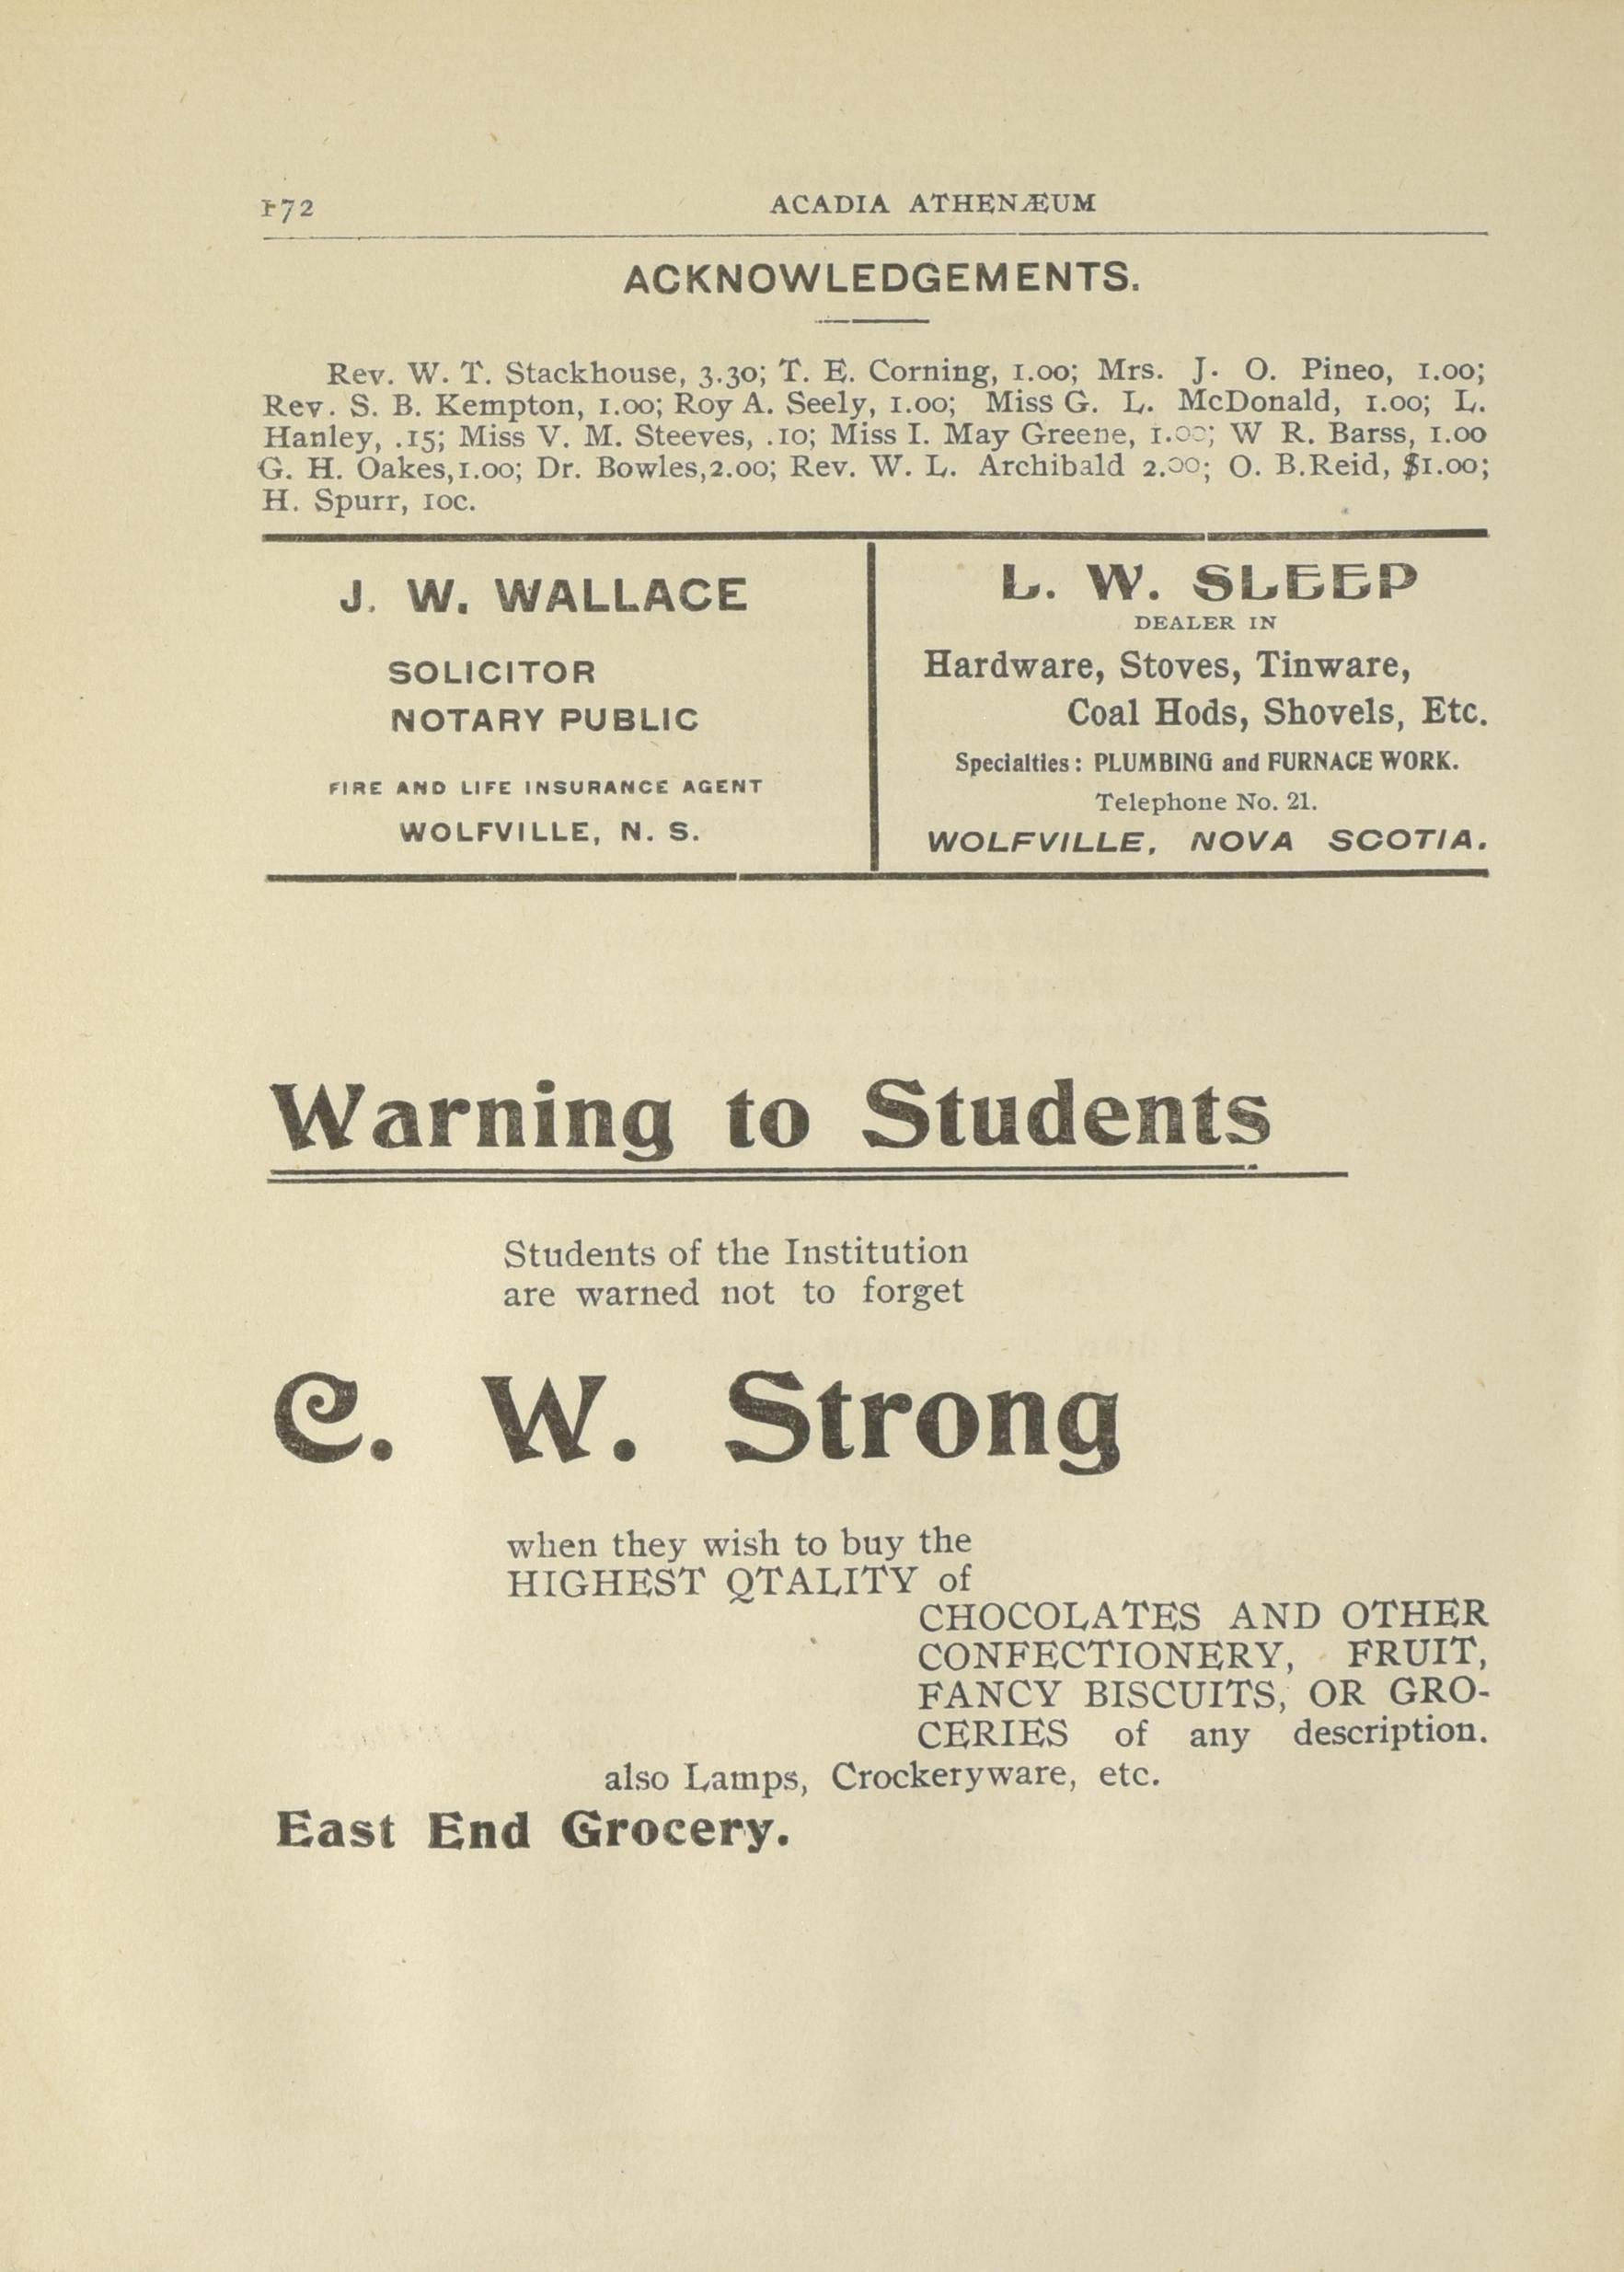 172 ACADIA ATHENÆUM
ACKNOWLEDGEMENTS.
Rev. W. T. Stackhouse, 3.30; T. E. Corning, 1.00; Mrs. J. O. Pineo, 1.00;
Rev. S. B. Kempton, 1.00; Roy A. Seely, 1.00; Miss G. L. McDonald, 1.00; L.
Hanley, .15; Miss V. M. Steeves, .10; Miss I. May Greene, 1.00; W R. Barss, 1.00
G. H. Oakes,1.00; Dr. Bowles,2.00; Rev. W. L. Archibald 2.00; O. B.Reid, $1.00;
H. Spurr, 10c.
J. W. WALLACE
SOLICITOR
NOTARY PUBLIC
FIRE AND LIFE INSURANCE AGENT
WOLFVILLE, N. S.
L. W. SLEEP
DEALER IN
Hardware, Stoves, Tinware,
Coal Hods, Shovels, Etc.
Specialties: PLUMBING and FURNACE WORK.
Telephone No. 21.
WOLFVILLE, NOVA SCOTIA.
Warning to Students
Students of the Institution
are warned not to forget
C. W. Strong
when they wish to buy the
HIGHEST QTALITY of
CHOCOLATES AND OTHER
CONFECTIONERY, FRUIT,
FANCY BISCUITS, OR GRO-
CERIES of any description.
also Lamps, Crockeryware, etc.
East End Grocery.